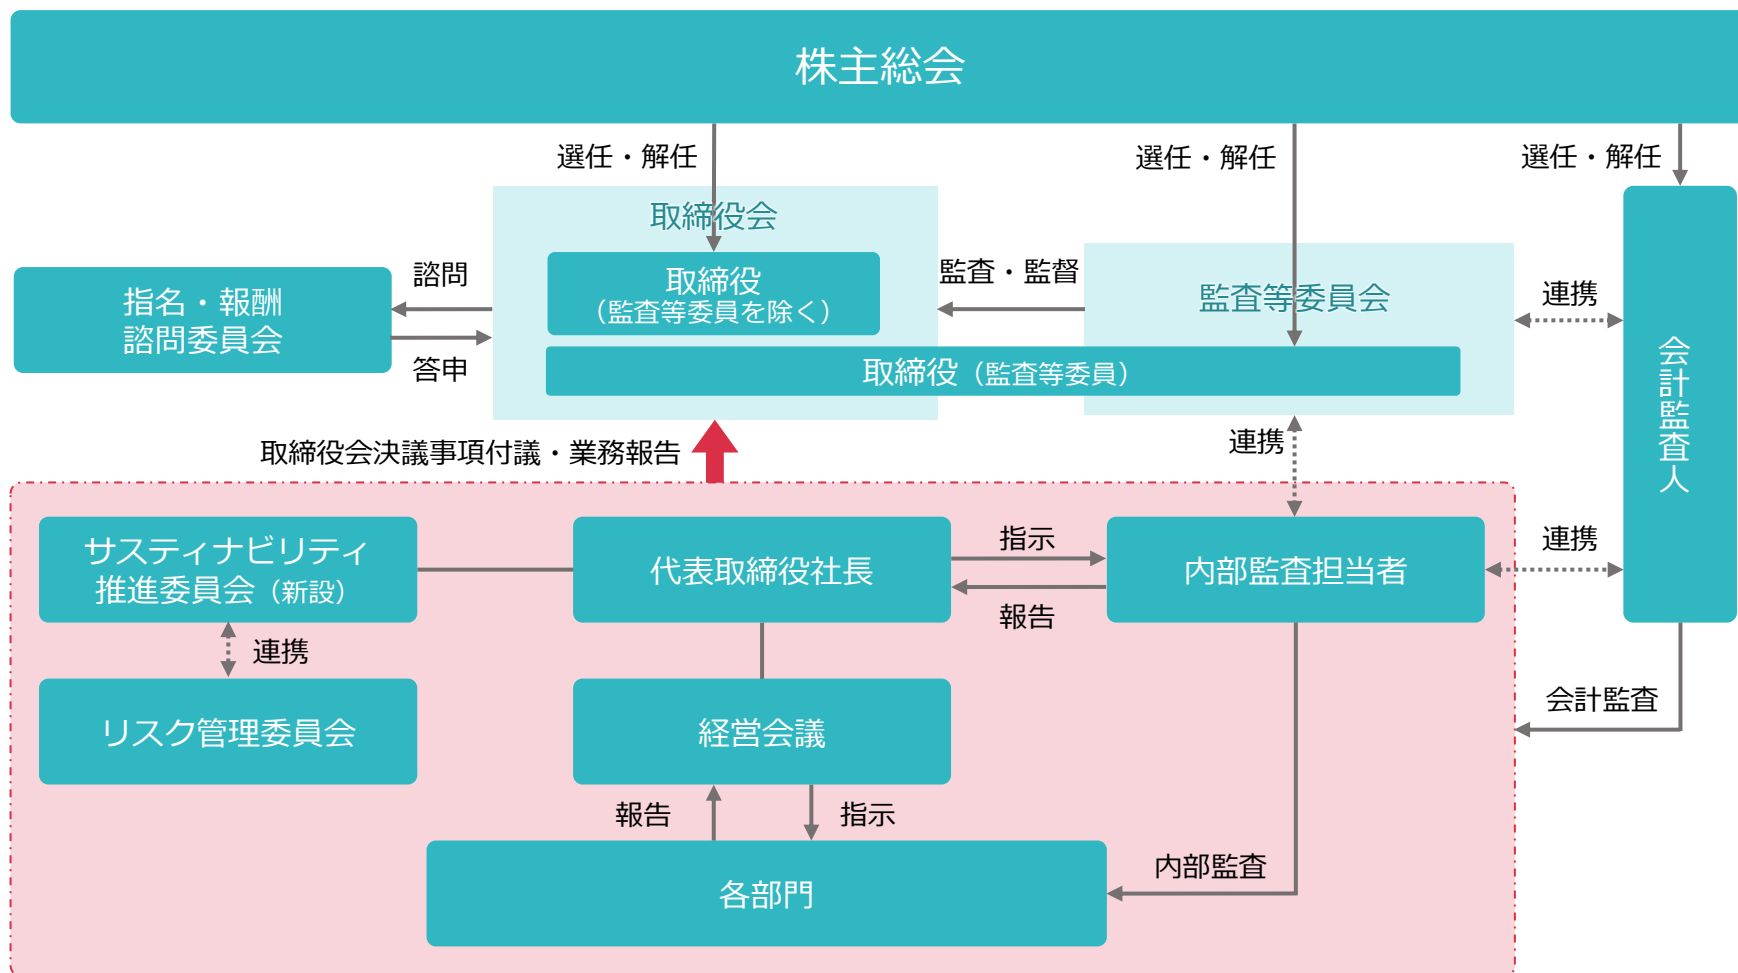 株主総会
選任・解任
選任・解任
選任・解任
取締役会
取締役
（監査等委員を除く）
監査・監督
監査等委員会
取締役（監査等委員）
諮問
指名・報酬
諮問委員会
答申
連携
会計監査人
取締役会決議事項付議・業務報告
連携
サスティナビリティ
推進委員会（新設）
代表取締役社長
指示
報告
内部監査担当者
連携
連携
リスク管理委員会
経営会議
会計監査
報告
指示
内部監査
各部門